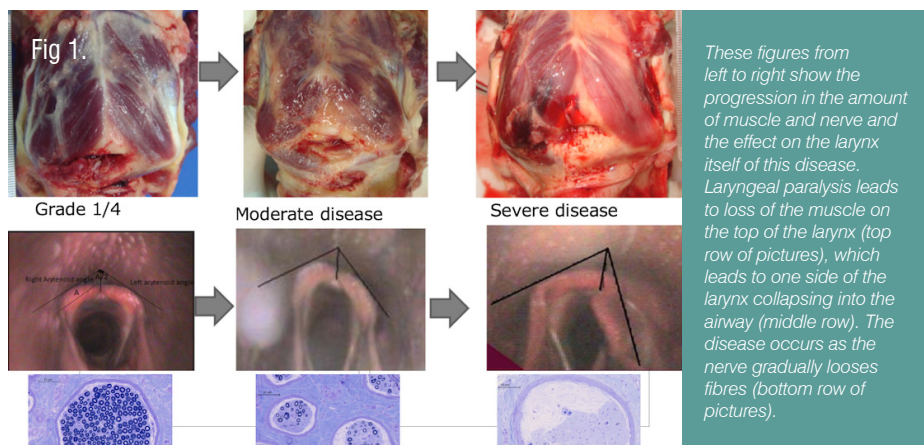 Fig 1.
Grade 1/4
Moderate disease
Severe disease
Right Arytenoid angle
Left arytenoid angle
A
These figures from
left to right show the
progression in the amount
of muscle and nerve and
the effect on the larynx
itself of this disease.
Laryngeal paralysis leads
to loss of the muscle on
the top of the larynx (top
row of pictures), which
leads to one side of the
larynx collapsing into the
airway (middle row). The
disease occurs as the
nerve gradually looses
fibres (bottom row of
pictures).